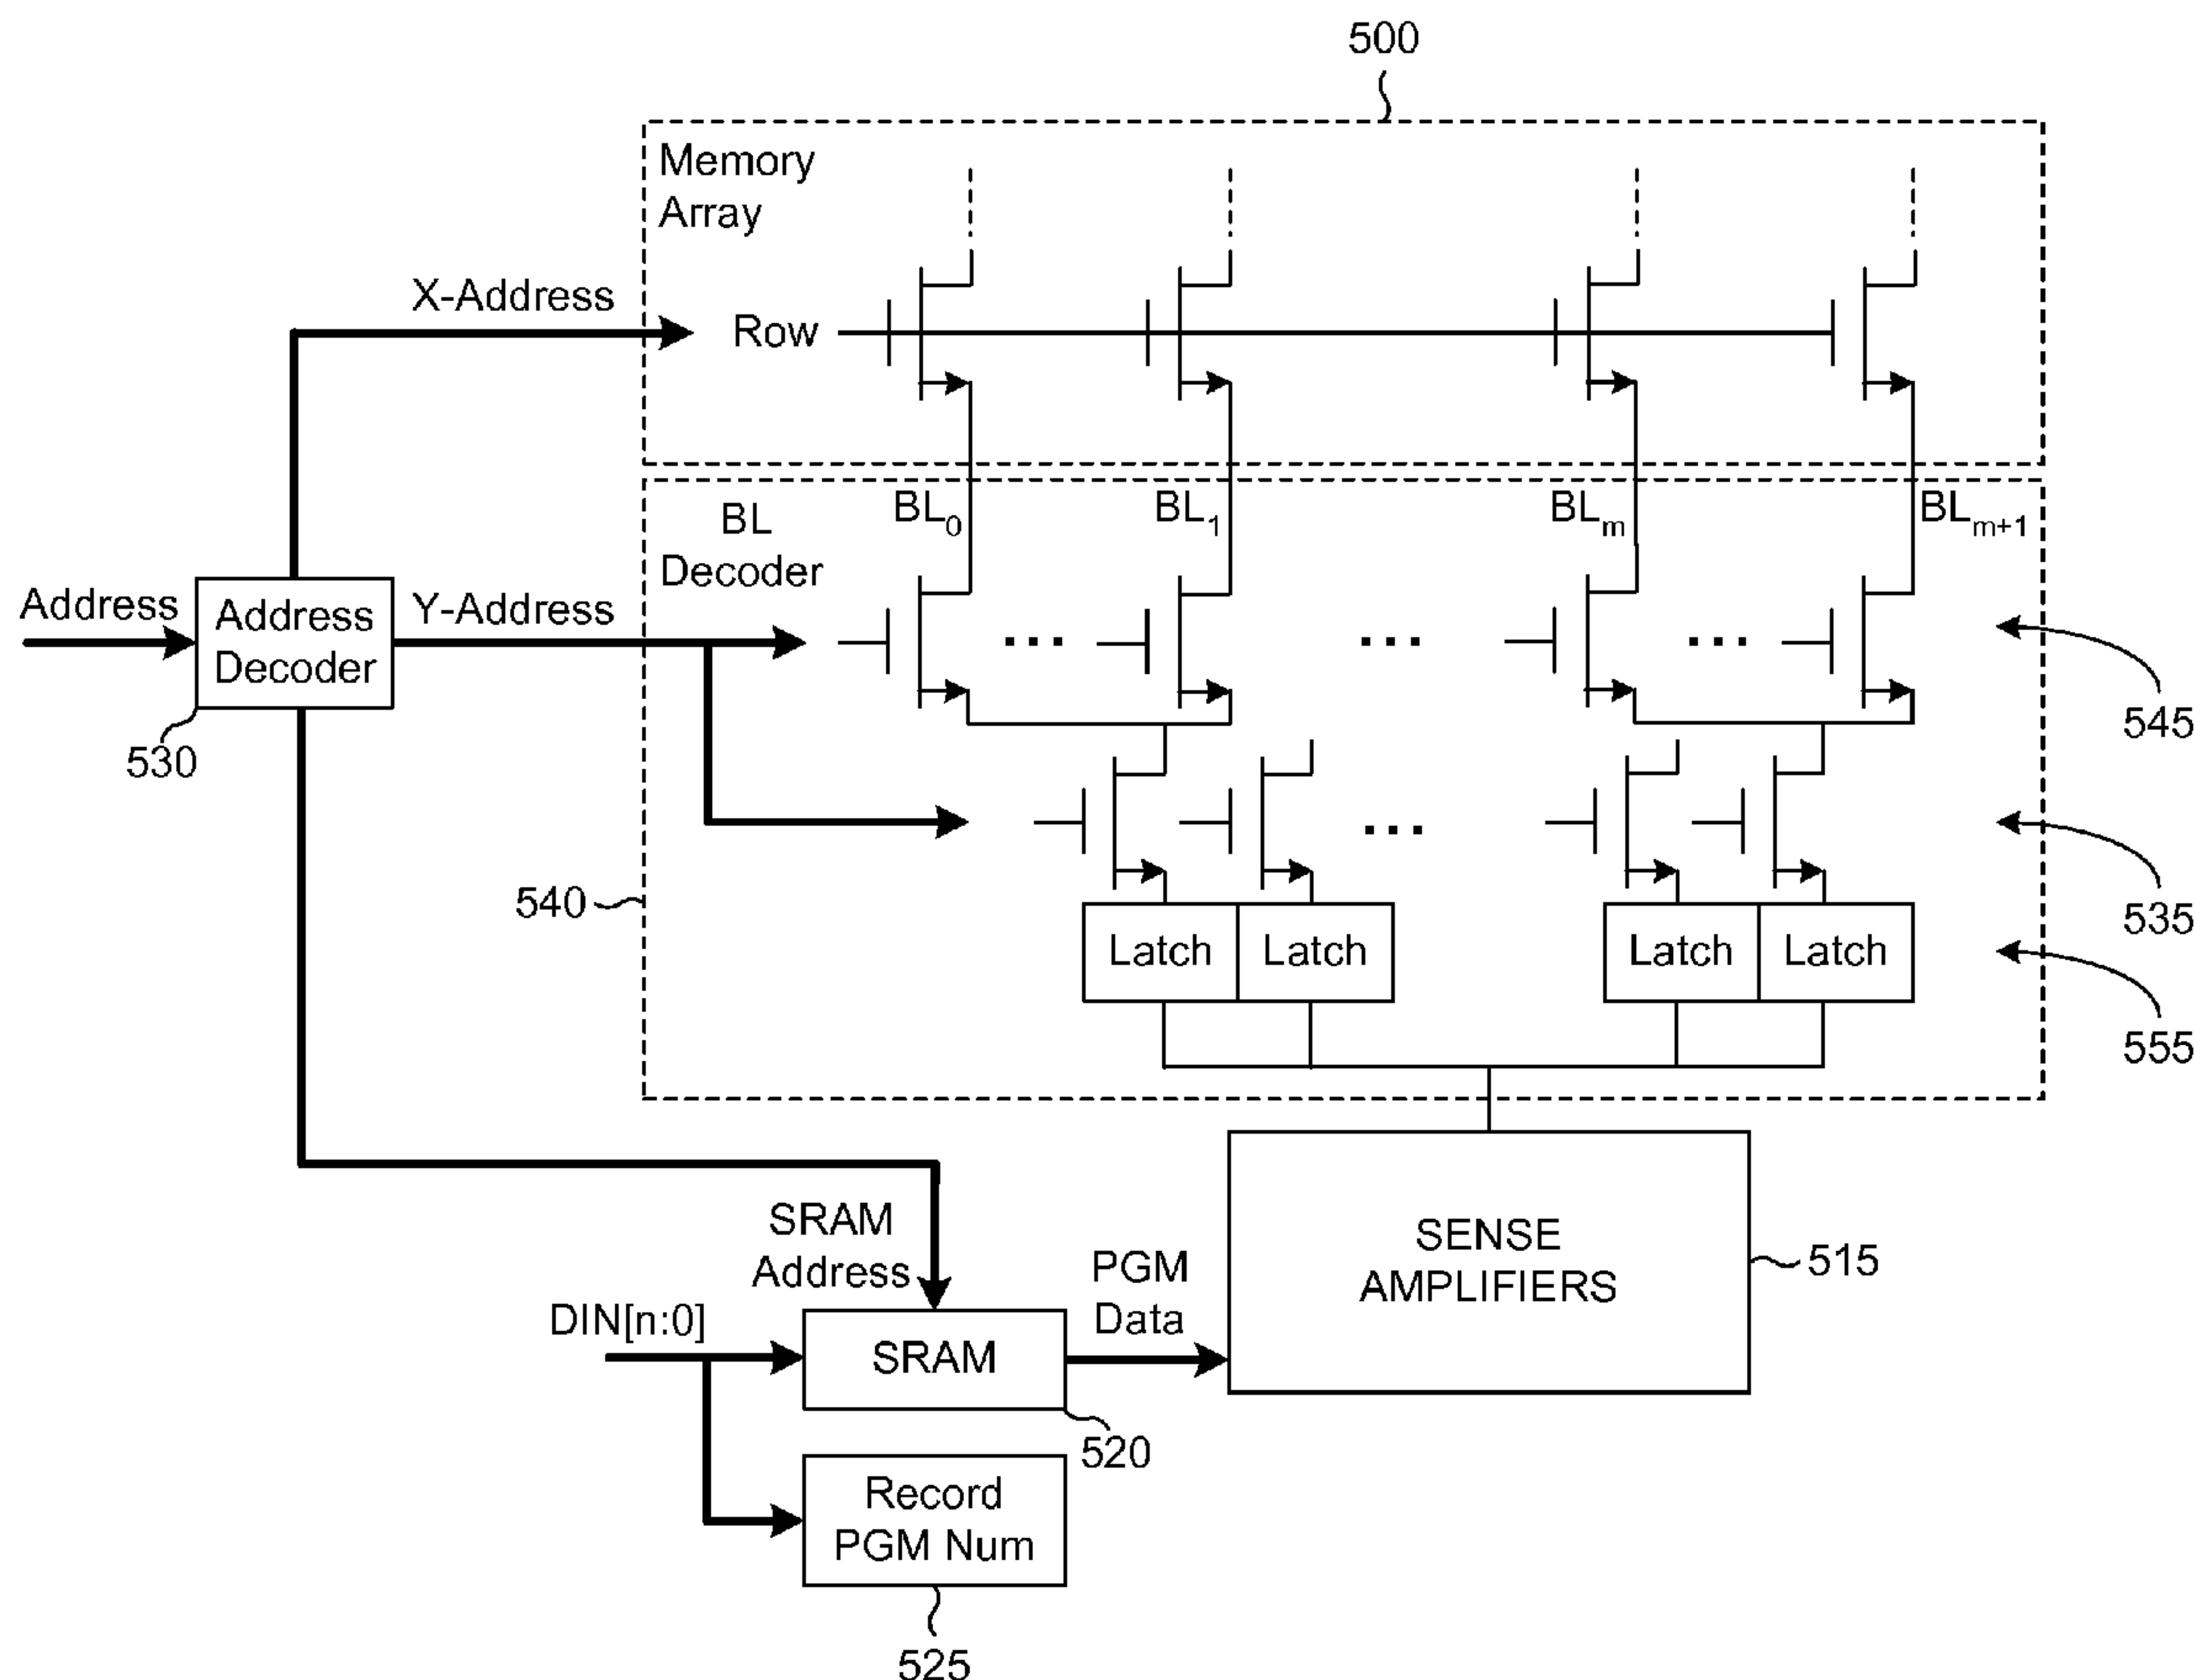 500
Memory
Array
X-Address
Row
BL
Decoder
BL₀
BL₁
BLₘ
BLₘ₊₁
Address
Address
Decoder
Y-Address
530
545
540
535
Latch
Latch
Latch
Latch
555
SRAM
Address
PGM
Data
SENSE
AMPLIFIERS
515
DIN[n:0]
SRAM
520
Record
PGM Num
525